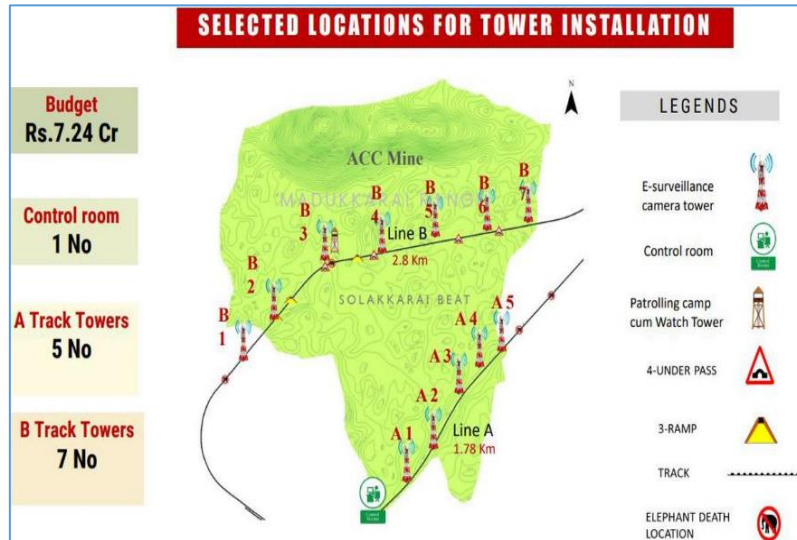 SELECTED LOCATIONS FOR TOWER INSTALLATION
Budget
Rs.7.24 Cr
Control room
1 No
A Track Towers
5 No
B Track Towers
7 No
N
ACC Mine
MADUKKARAI
B
1
B
2
B
3
B
4
B
5
B
6
B
7
Line B
2.8 Km
SOLAKKARAI BEAT
A 5
A 4
A 3
A 2
A 1
Line A
1.78 Km
LEGENDS
E-surveillance
camera tower
Control room
Patrolling camp
cum Watch Tower
4-UNDER PASS
3-RAMP
TRACK
ELEPHANT DEATH
LOCATION